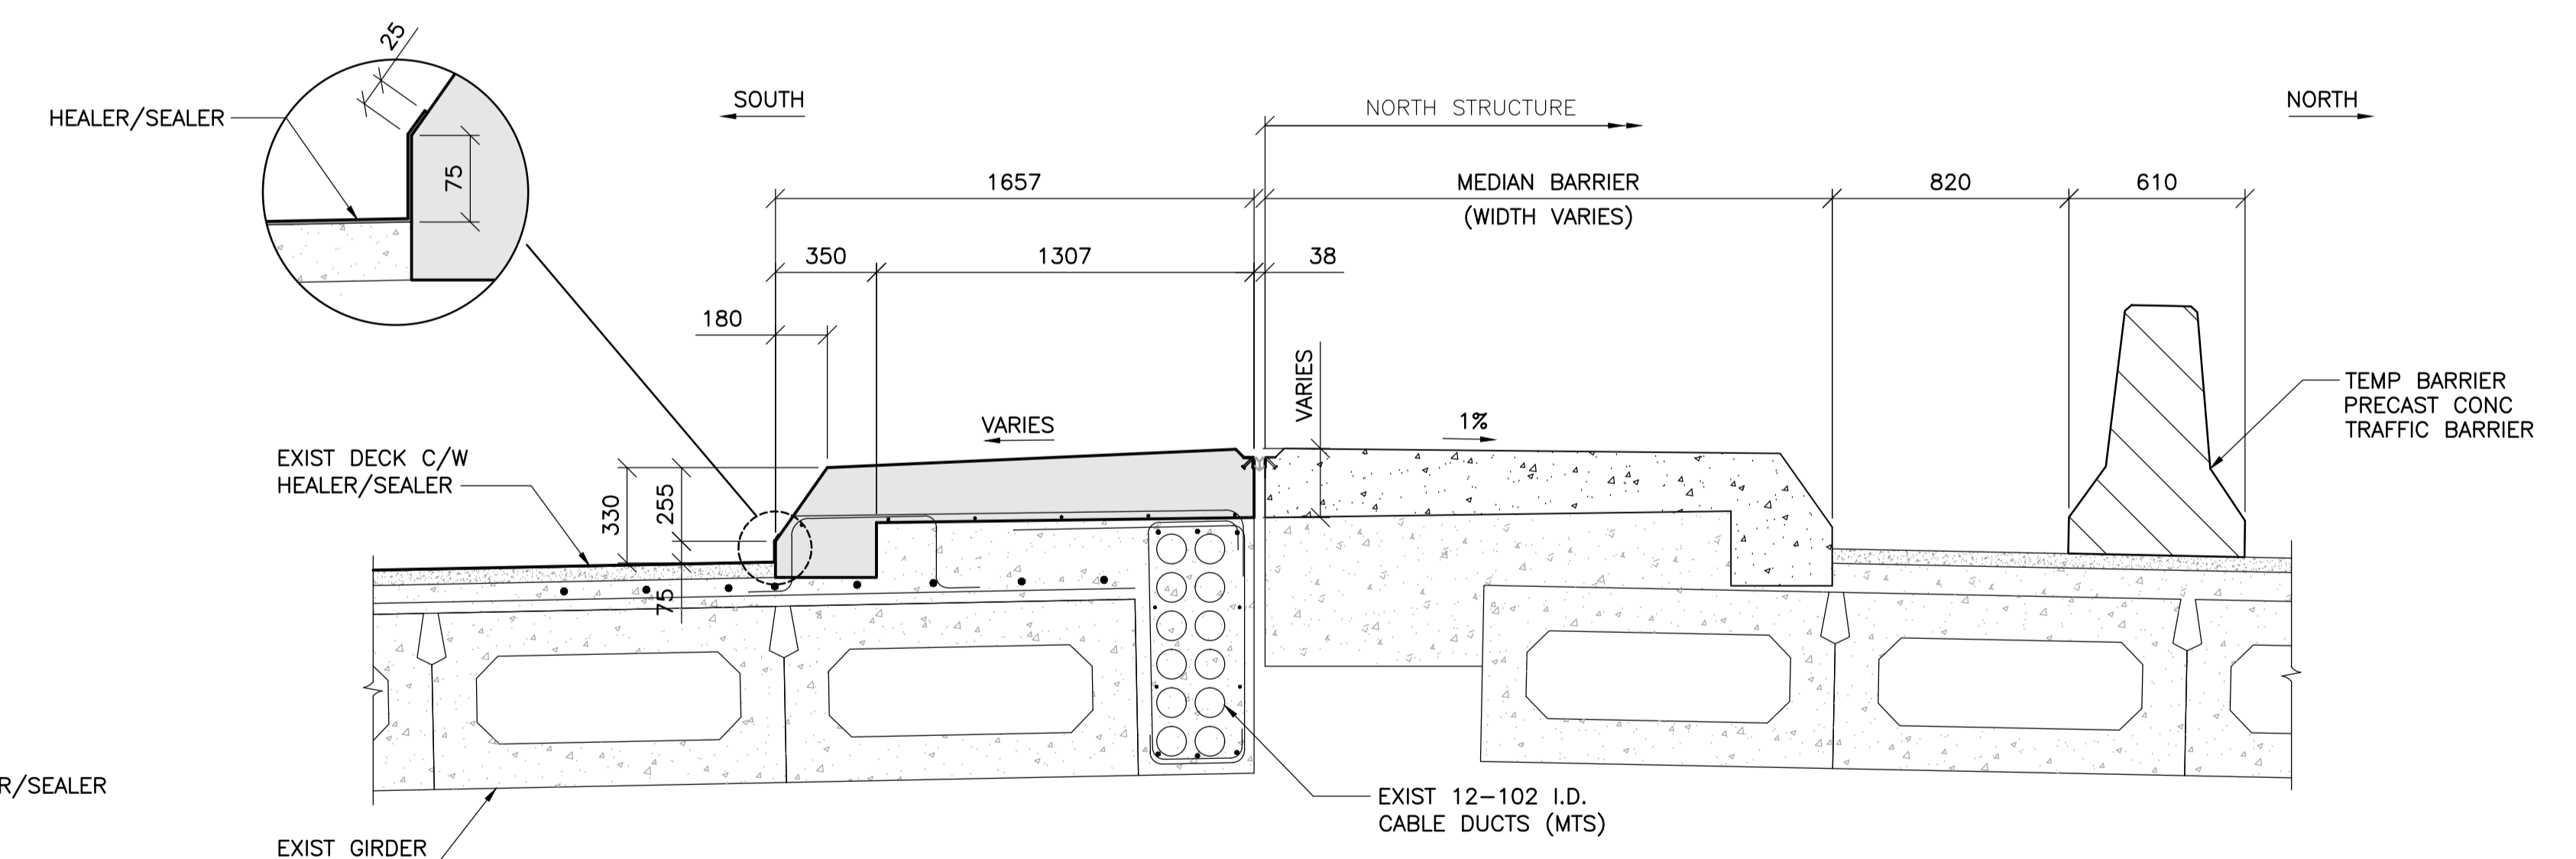 25
HEALER/SEALER
75
SOUTH
NORTH STRUCTURE
NORTH
1657
MEDIAN BARRIER
(WIDTH VARIES)
820
610
350
1307
38
180
VARIES
VARIES
1%
TEMP BARRIER
PRECAST CONC
TRAFFIC BARRIER
EXIST DECK C/W
HEALER/SEALER
330
255
75
R/SEALER
EXIST GIRDER
EXIST 12-102 I.D.
CABLE DUCTS (MTS)